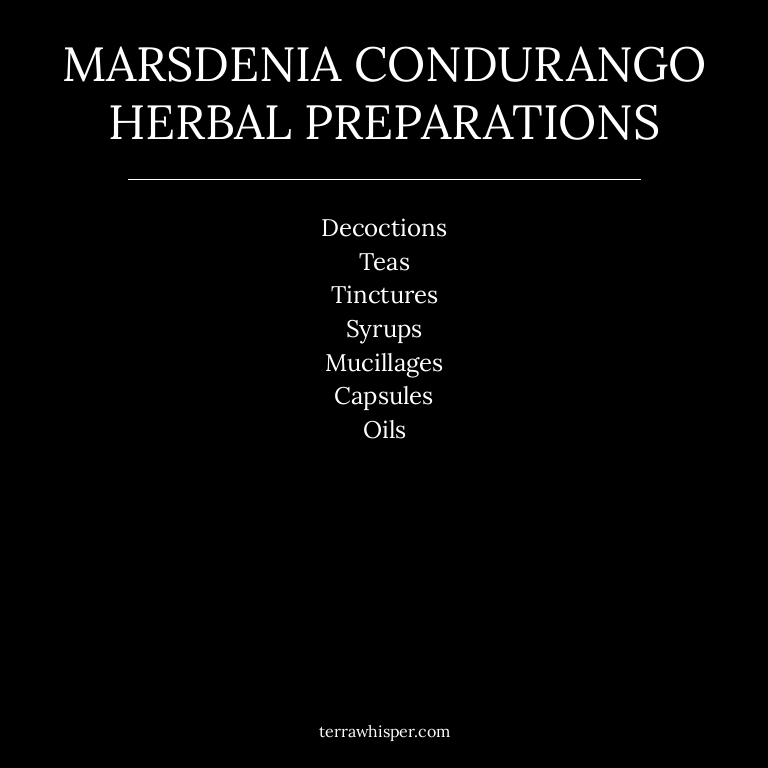 MARSDENIA CONDURANGO
HERBAL PREPARATIONS
Decoctions
Teas
Tinctures
Syrups
Mucillages
Capsules
Oils
terrawhisper.com